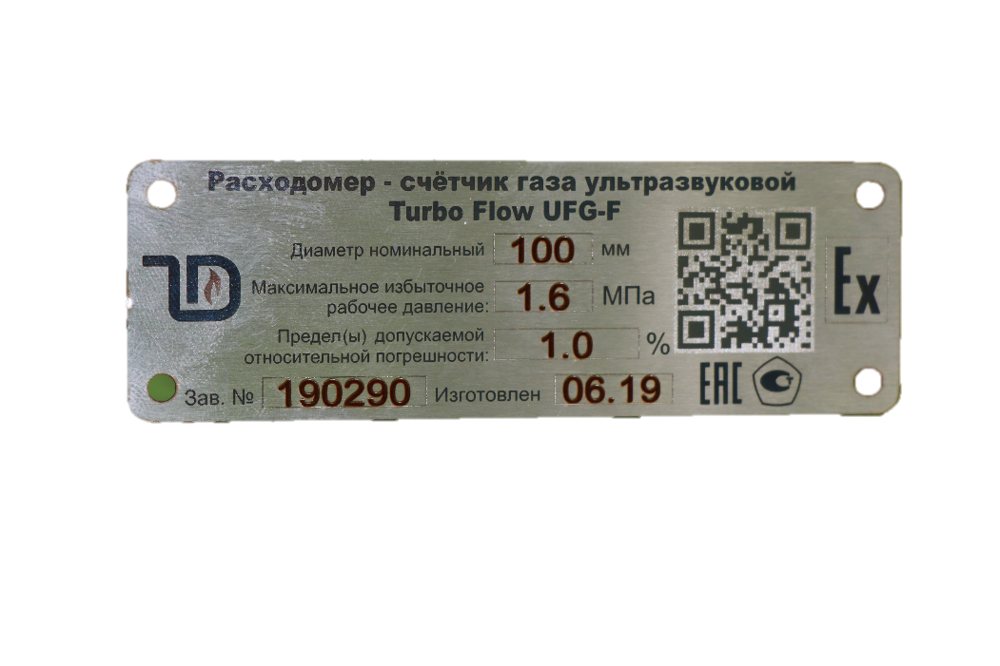 Расходомер - счётчик газа ультразвуковой
Turbo Flow UFG-F
Диаметр номинальный 100 мм
Максимальное избыточное
рабочее давление: 1.6 МПа
Предел(ы) допускаемой
относительной погрешности: 1.0 %
Зав. № 190290 Изготовлен 06.19
Ex
EAC